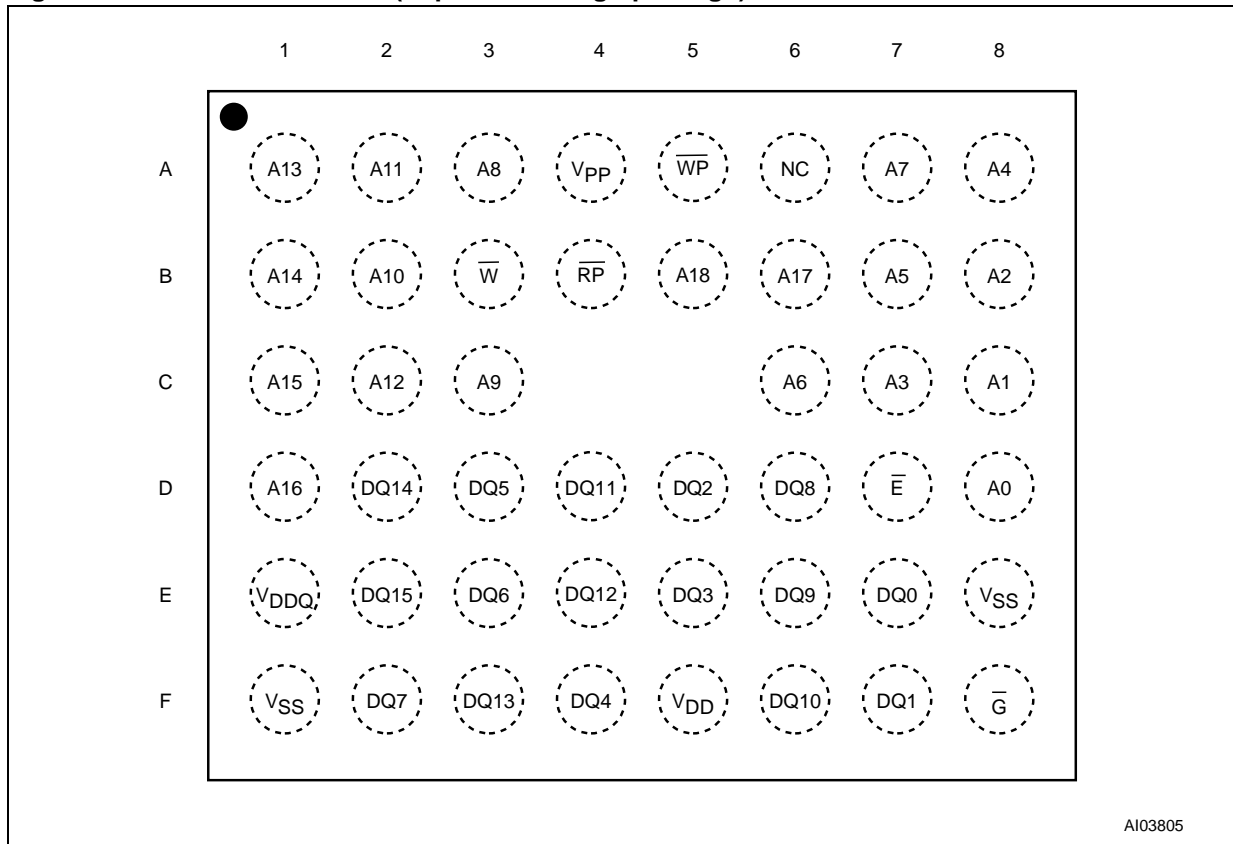 1 2 3 4 5 6 7 8
A A13 A11 A8 VPP W̅P̅ NC A7 A4
B A14 A10 W̅ R̅P̅ A18 A17 A5 A2
C A15 A12 A9 A6 A3 A1
D A16 DQ14 DQ5 DQ11 DQ2 DQ8 E̅ A0
E VDDQ DQ15 DQ6 DQ12 DQ3 DQ9 DQ0 VSS
F VSS DQ7 DQ13 DQ4 VDD DQ10 DQ1 G̅
AI03805